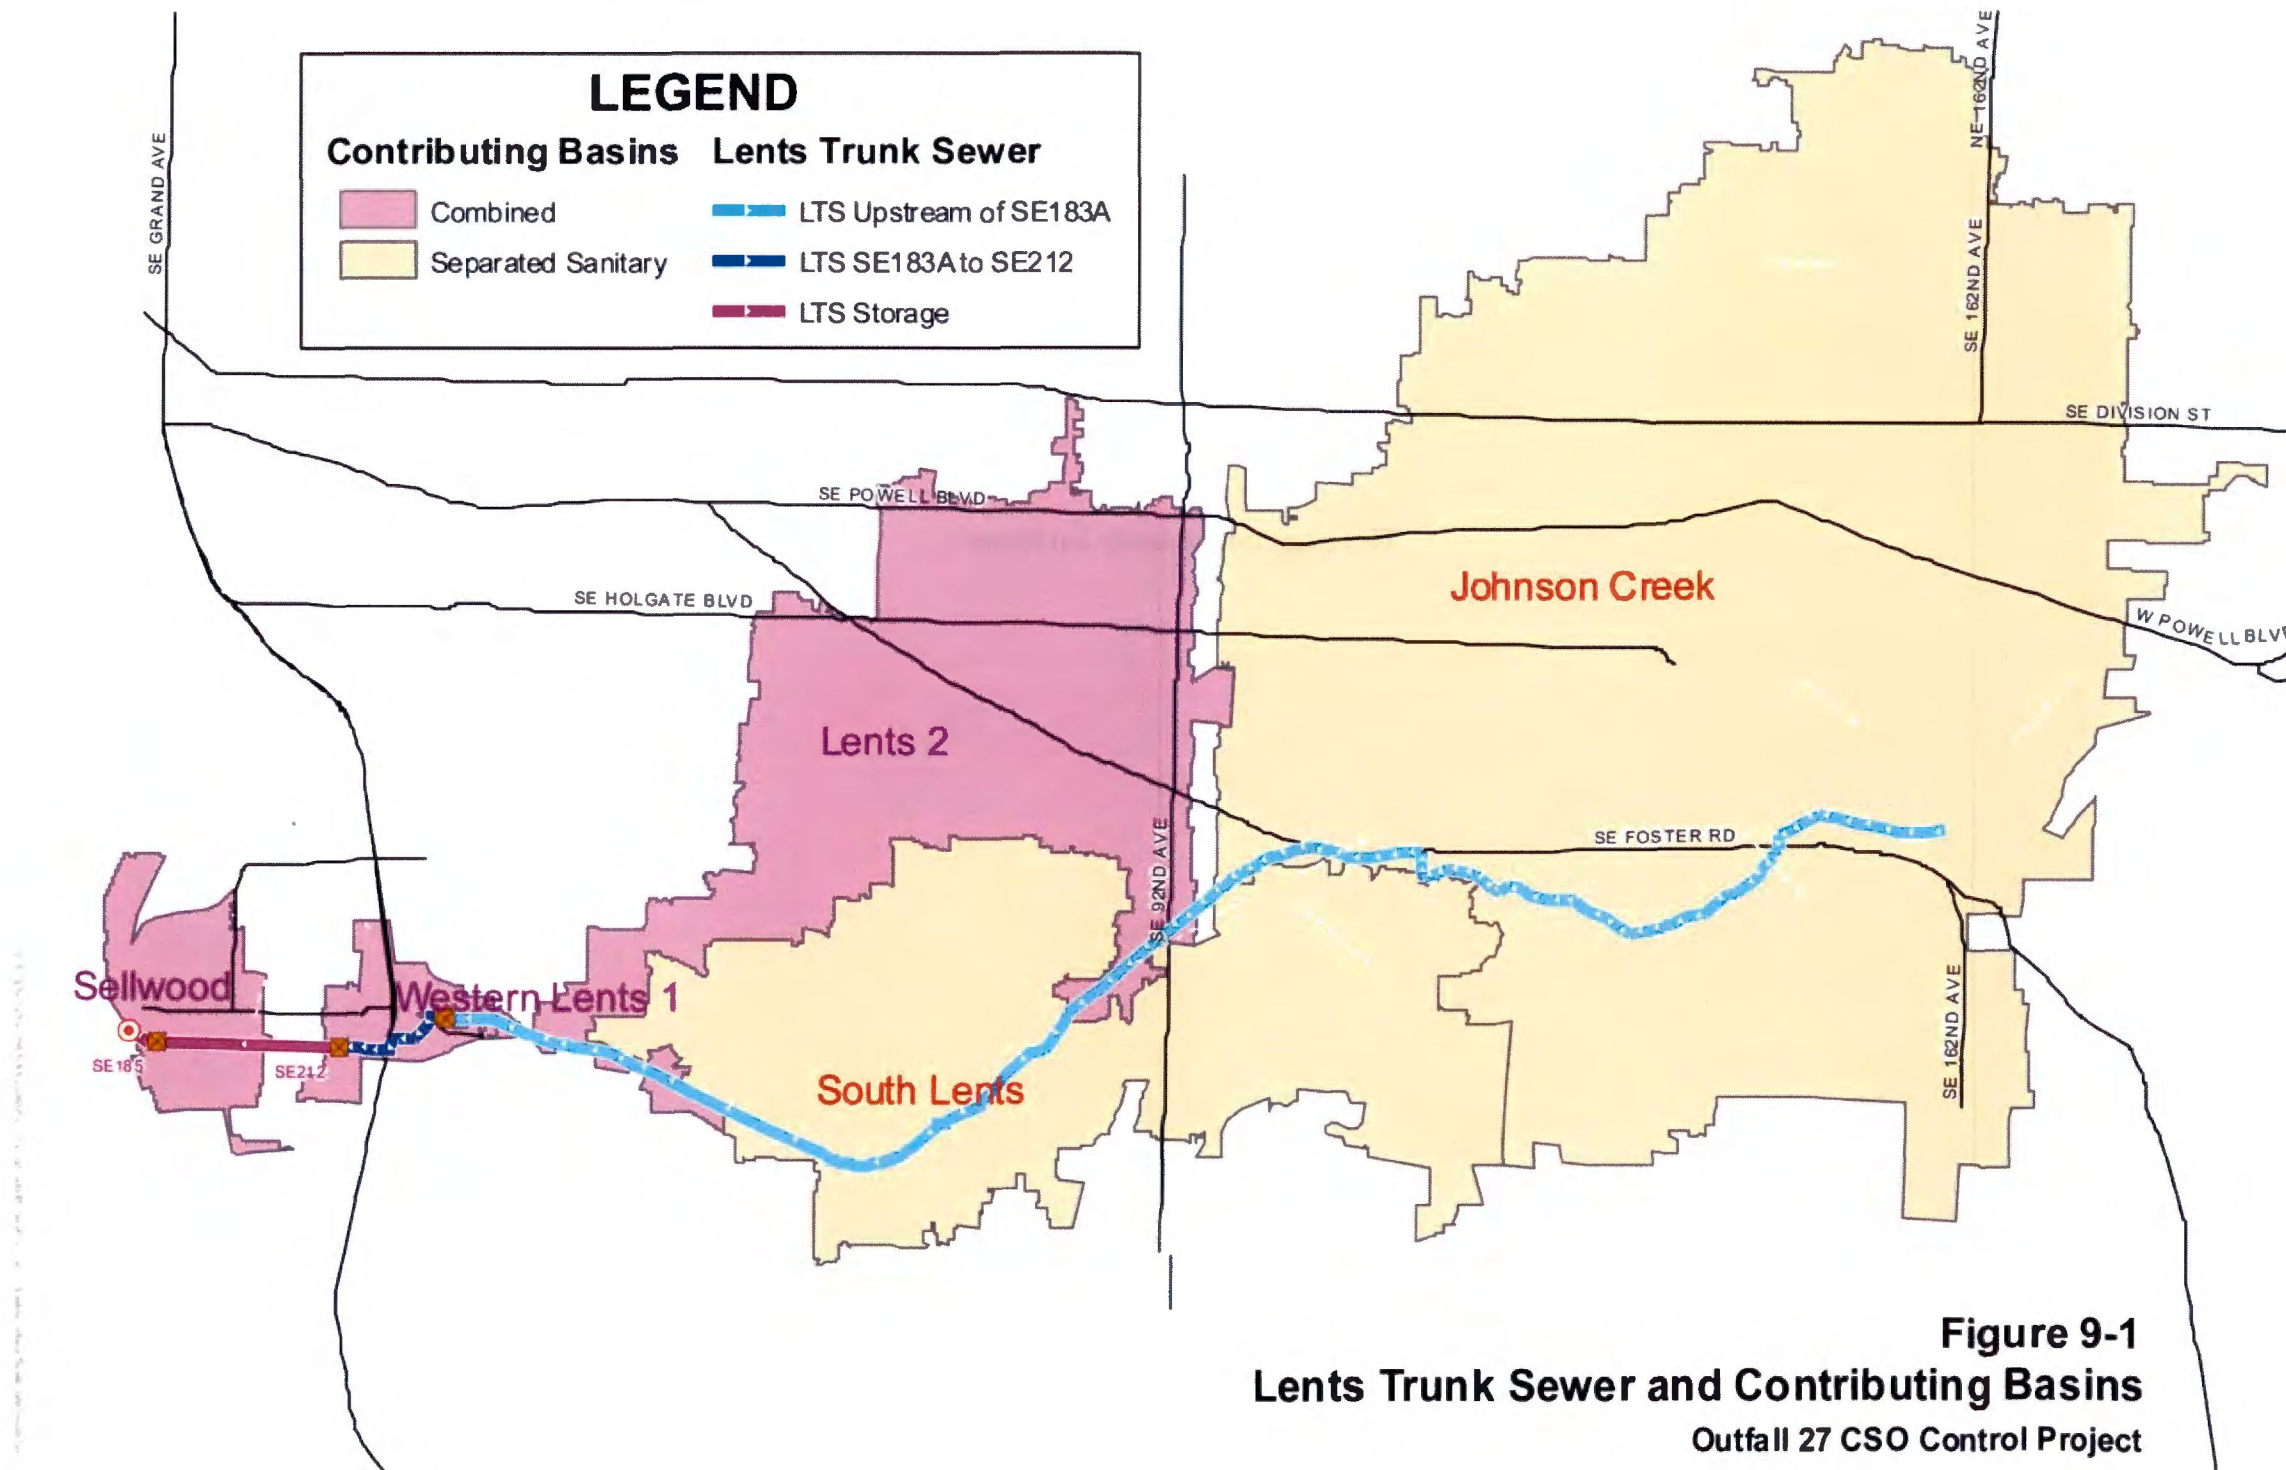 LEGEND
Contributing Basins
Combined
Separated Sanitary
Lents Trunk Sewer
LTS Upstream of SE183A
LTS SE183A to SE212
LTS Storage
SE GRAND AVE
NE 162ND AVE
SE 162ND AVE
SE DIVISION ST
SE POWELL BLVD
SE HOLGATE BLVD
Johnson Creek
W POWELL BLVD
Lents 2
SE FOSTER RD
SE 92ND AVE
Sellwood
Western Lents 1
SE185
SE212
South Lents
SE 162ND AVE
Figure 9-1
Lents Trunk Sewer and Contributing Basins
Outfall 27 CSO Control Project